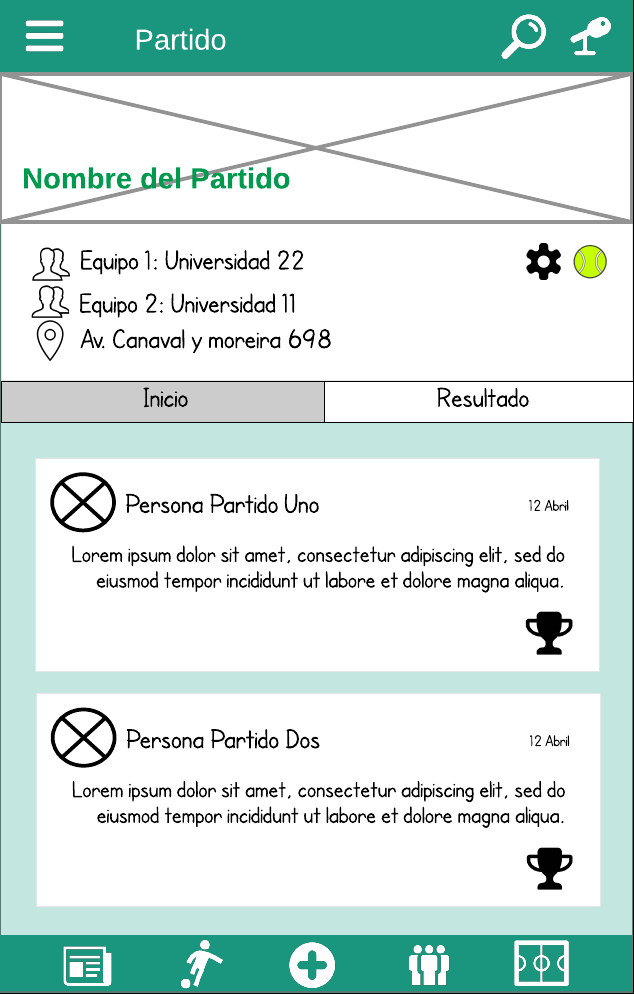 Partido
Nombre del Partido
Equipo 1: Universidad 22
Equipo 2: Universidad 11
Av. Canaval y moreira 698
Inicio
Resultado
Persona Partido Uno
12 Abril
Lorem ipsum dolor sit amet, consectetur adipiscing elit, sed do
eiusmod tempor incididunt ut labore et dolore magna aliqua.
Persona Partido Dos
12 Abril
Lorem ipsum dolor sit amet, consectetur adipiscing elit, sed do
eiusmod tempor incididunt ut labore et dolore magna aliqua.